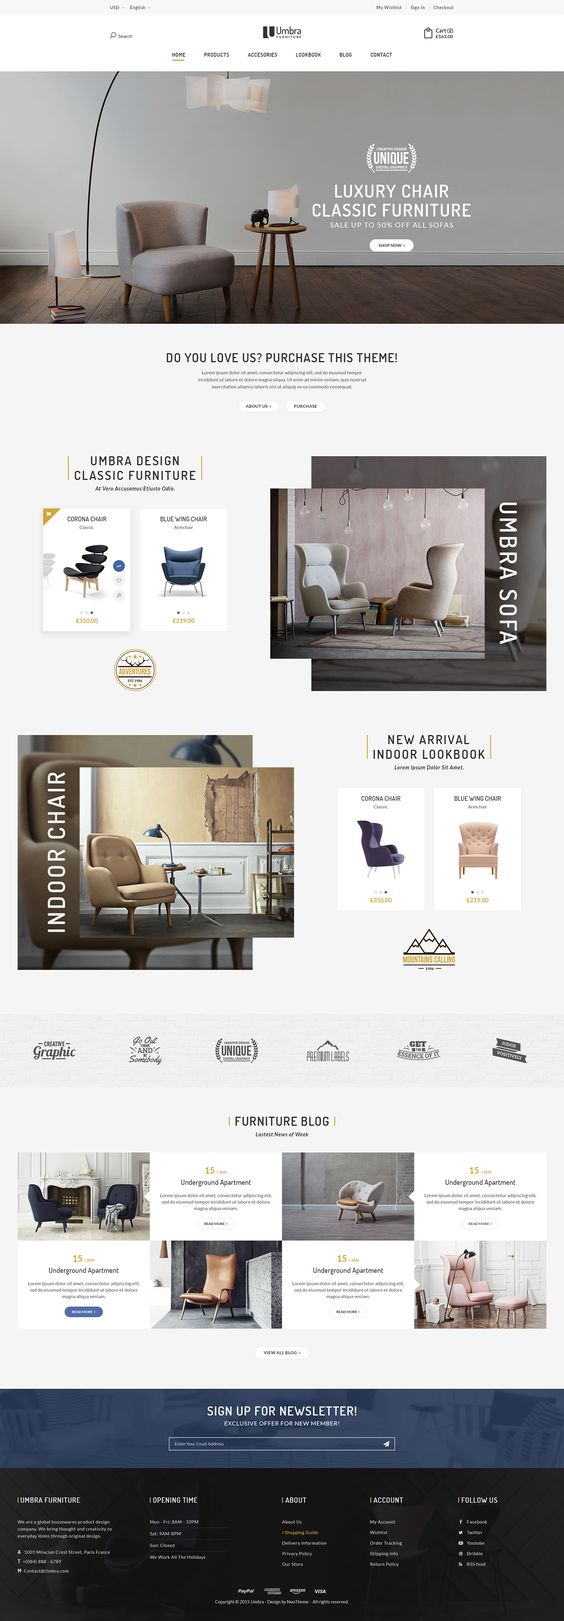 USD English
My Wishlist Sign In Checkout
Search
Umbra
FURNITURE
Cart (2)
£163.00
HOME PRODUCTS ACCESORIES LOOKBOOK BLOG CONTACT
CREATIVE DESIGN
UNIQUE
DIGITAL GRAPHICS
LUXURY CHAIR
CLASSIC FURNITURE
SALE UP TO 50% OFF ALL SOFAS
SHOP NOW >
DO YOU LOVE US? PURCHASE THIS THEME!
Lorem ipsum dolor sit amet, consectetur adipiscing elit, sed do eiusmod tempor
incididunt ut labore et dolore magna aliqua. Ut enim ad minim veniam, quis nostrud
exercitation ullamco laboris nisi ut aliquip ex ea commodo consequat.
ABOUT US > PURCHASE
UMBRA DESIGN
CLASSIC FURNITURE
At Vero Accusamus Etiusto Odio.
CORONA CHAIR
Classic
£350.00
BLUE WING CHAIR
Armchair
£219.00
ADVENTURES
EST. 1986
UMBRA SOFA
INDOOR CHAIR
NEW ARRIVAL
INDOOR LOOKBOOK
Lorem Ipsum Dolor Sit Amet.
CORONA CHAIR
Classic
£350.00
BLUE WING CHAIR
Armchair
£219.00
MOUNTAINS CALLING
1986
CREATIVE
Graphic
Go Out
THERE
AND
DO
Somebody
CREATIVE DESIGN
UNIQUE
DIGITAL GRAPHICS
PREMIUM LABELS
GET
IN THE
ESSENCE OF IT
JUDGE
POSITIVELY
FURNITURE BLOG
Lastest News of Week
15 / JAN
Underground Apartment
Lorem ipsum dolor sit amet, consectetur adipiscing elit,
sed do eiusmod tempor ut labore et dolore
magna aliqua veniam.
READ MORE >
15 / JAN
Underground Apartment
Lorem ipsum dolor sit amet, consectetur adipiscing elit,
sed do eiusmod tempor ut labore et dolore
magna aliqua veniam.
READ MORE >
15 / JAN
Underground Apartment
Lorem ipsum dolor sit amet, consectetur adipiscing elit,
sed do eiusmod tempor ut labore et dolore
magna aliqua veniam.
READ MORE >
15 / JAN
Underground Apartment
Lorem ipsum dolor sit amet, consectetur adipiscing elit,
sed do eiusmod tempor ut labore et dolore
magna aliqua veniam.
READ MORE >
VIEW ALL BLOG >
SIGN UP FOR NEWSLETTER!
EXCLUSIVE OFFER FOR NEW MEMBER!
Enter Your Email Address
UMBRA FURNITURE
We are a global housewares product design
company. We bring thought and creativity to
everyday items through original design.
A 1001 Milacian Crest Street, Paris France
T +(084) 888 - 6789
M Contact@Umbra.com
OPENING TIME
Mon - Fri: 8AM - 10PM
Sat: 9AM-8PM
Sun: Closed
We Work All The Holidays
ABOUT
About Us
> Shopping Guide
Delivery Information
Privacy Policy
Our Store
ACCOUNT
My Account
Wishlist
Order Tracking
Shipping Info
Return Policy
FOLLOW US
Facebook
Twitter
Youtube
Dribble
RSS feed
PayPal amazon VISA
Copyright © 2015 Umbra - Design by NooTheme - All rights reserved.